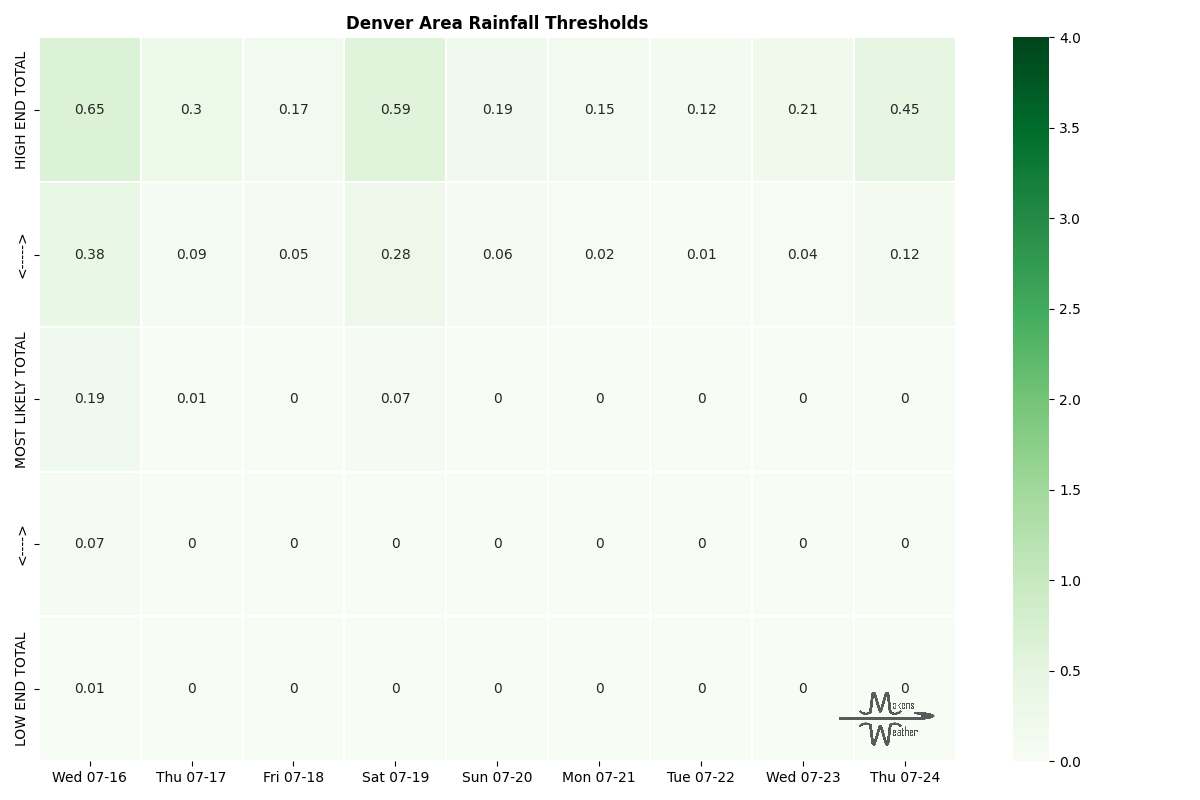 Denver Area Rainfall Thresholds
HIGH END TOTAL 0.65 0.3 0.17 0.59 0.19 0.15 0.12 0.21 0.45
<-----> 0.38 0.09 0.05 0.28 0.06 0.02 0.01 0.04 0.12
MOST LIKELY TOTAL 0.19 0.01 0 0.07 0 0 0 0 0
<----> 0.07 0 0 0 0 0 0 0 0
LOW END TOTAL 0.01 0 0 0 0 0 0 0 0
Makens
Weather
Wed 07-16 Thu 07-17 Fri 07-18 Sat 07-19 Sun 07-20 Mon 07-21 Tue 07-22 Wed 07-23 Thu 07-24
4.0
3.5
3.0
2.5
2.0
1.5
1.0
0.5
0.0